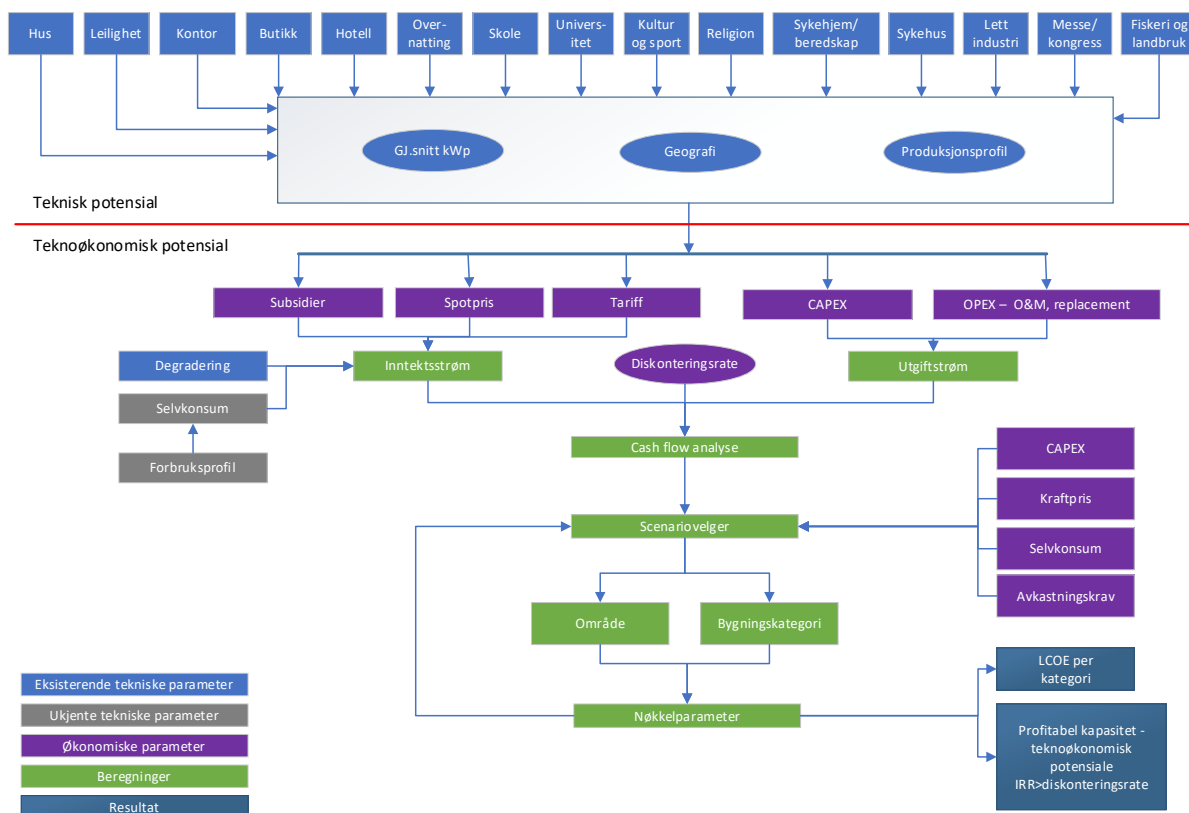 Hus
Leilighet
Kontor
Butikk
Hotell
Over-
natting
Skole
Univers-
itet
Kultur
og sport
Religion
Sykehjem/
beredskap
Sykehus
Lett
industri
Messe/
kongress
Fiskeri og
landbruk
GJ.snitt kWp
Geografi
Produksjonsprofil
Teknisk potensial
Teknoøkonomisk potensial
Subsidier
Spotpris
Tariff
CAPEX
OPEX – O&M, replacement
Degradering
Inntektsstrøm
Diskonteringsrate
Utgiftstrøm
Selvkonsum
Forbruksprofil
Cash flow analyse
CAPEX
Kraftpris
Scenariovelger
Selvkonsum
Avkastningskrav
Område
Bygningskategori
LCOE per
kategori
Nøkkelparameter
Profitabel kapasitet -
teknoøkonomisk
potensiale
IRR>diskonteringsrate
Eksisterende tekniske parameter
Ukjente tekniske parameter
Økonomiske parameter
Beregninger
Resultat